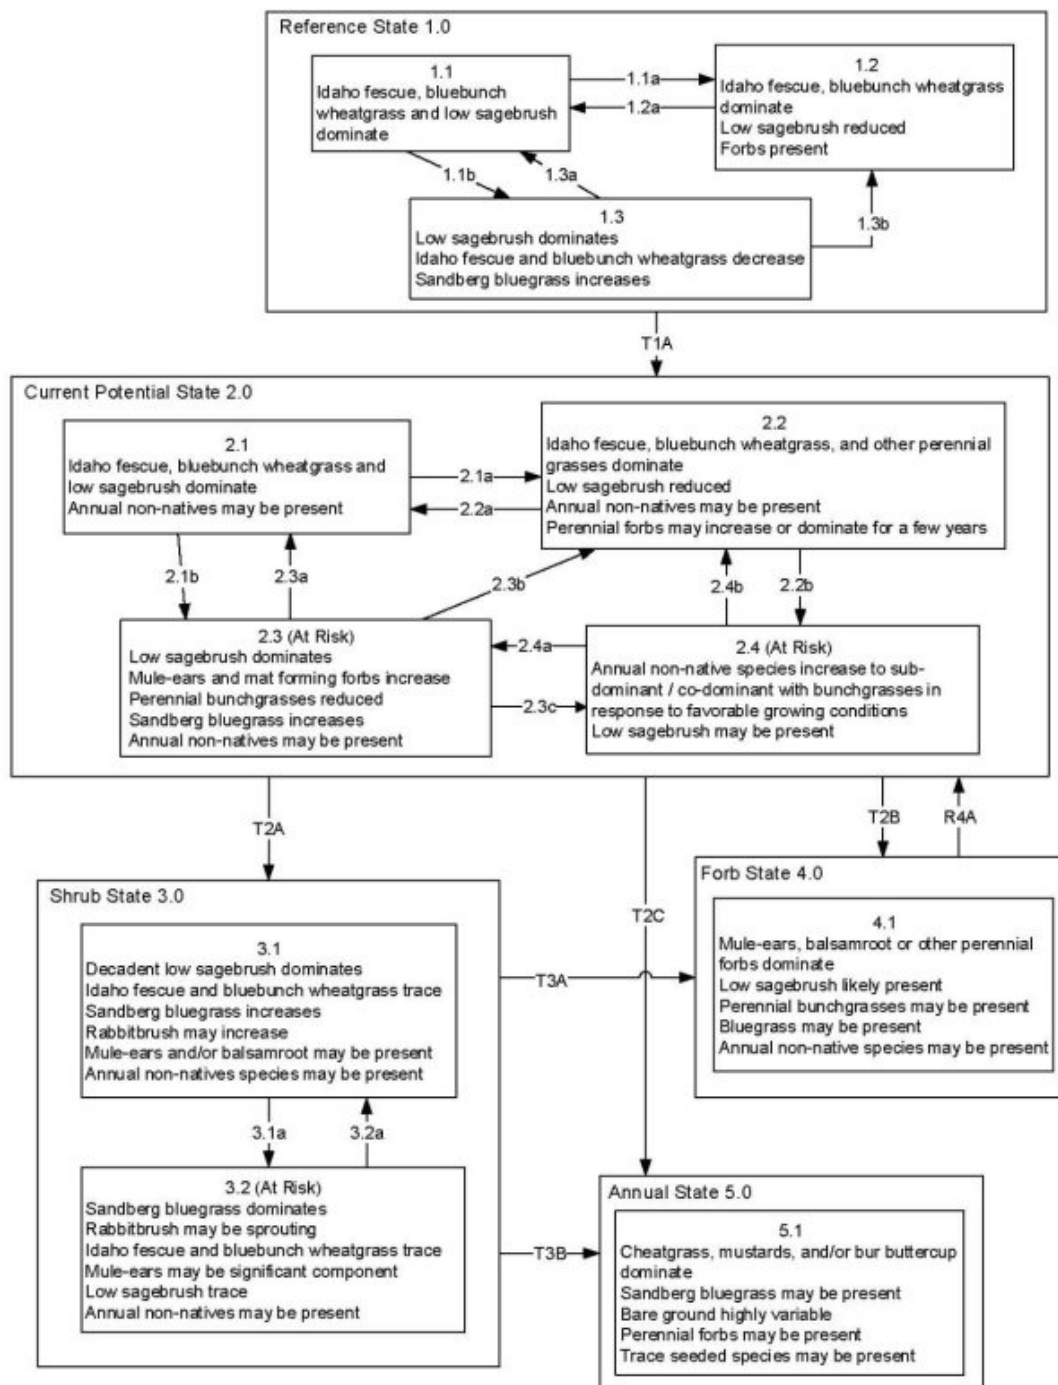 Reference State 1.0
1.1
Idaho fescue, bluebunch
wheatgrass and low sagebrush
dominate
1.1a
1.2a
1.2
Idaho fescue, bluebunch wheatgrass
dominate
Low sagebrush reduced
Forbs present
1.1b
1.3a
1.3b
1.3
Low sagebrush dominates
Idaho fescue and bluebunch wheatgrass decrease
Sandberg bluegrass increases
T1A
Current Potential State 2.0
2.1
Idaho fescue, bluebunch wheatgrass and
low sagebrush dominate
Annual non-natives may be present
2.1a
2.2a
2.2
Idaho fescue, bluebunch wheatgrass, and other perennial
grasses dominate
Low sagebrush reduced
Annual non-natives may be present
Perennial forbs may increase or dominate for a few years
2.1b
2.3a
2.3b
2.4b
2.2b
2.3 (At Risk)
Low sagebrush dominates
Mule-ears and mat forming forbs increase
Perennial bunchgrasses reduced
Sandberg bluegrass increases
Annual non-natives may be present
2.4a
2.3c
2.4 (At Risk)
Annual non-native species increase to sub-
dominant / co-dominant with bunchgrasses in
response to favorable growing conditions
Low sagebrush may be present
T2A
T2C
T2B
R4A
Shrub State 3.0
3.1
Decadent low sagebrush dominates
Idaho fescue and bluebunch wheatgrass trace
Sandberg bluegrass increases
Rabbitbrush may increase
Mule-ears and/or balsamroot may be present
Annual non-natives species may be present
T3A
Forb State 4.0
4.1
Mule-ears, balsamroot or other perennial
forbs dominate
Low sagebrush likely present
Perennial bunchgrasses may be present
Bluegrass may be present
Annual non-native species may be present
3.1a
3.2a
3.2 (At Risk)
Sandberg bluegrass dominates
Rabbitbrush may be sprouting
Idaho fescue and bluebunch wheatgrass trace
Mule-ears may be significant component
Low sagebrush trace
Annual non-natives may be present
T3B
Annual State 5.0
5.1
Cheatgrass, mustards, and/or bur buttercup
dominate
Sandberg bluegrass may be present
Bare ground highly variable
Perennial forbs may be present
Trace seeded species may be present